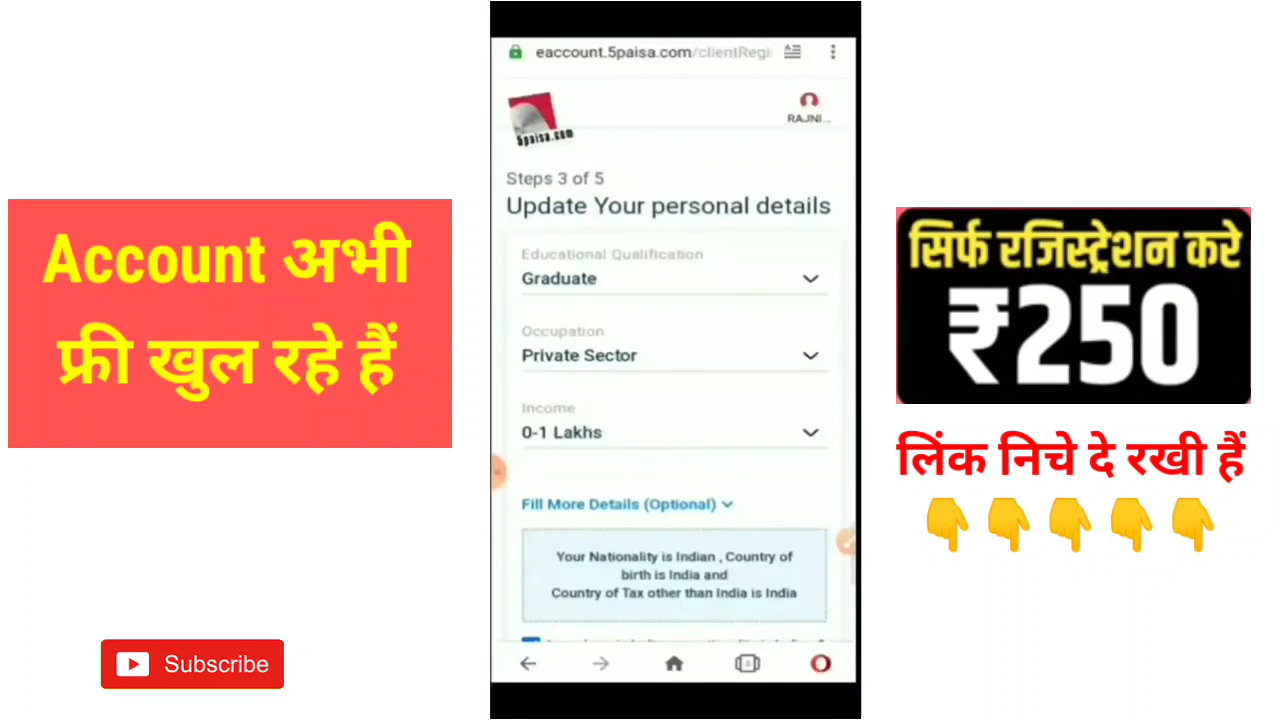 Account अभी
फ्री खुल रहे हैं
Subscribe
eaccount.5paisa.com/clientRegi
5paisa.com
RAJNI...
Steps 3 of 5
Update Your personal details
Educational Qualification
Graduate
Occupation
Private Sector
Income
0-1 Lakhs
Fill More Details (Optional)
Your Nationality is Indian , Country of
birth is India and
Country of Tax other than India is India
सिर्फ रजिस्ट्रेशन करे
₹250
लिंक निचे दे रखी हैं